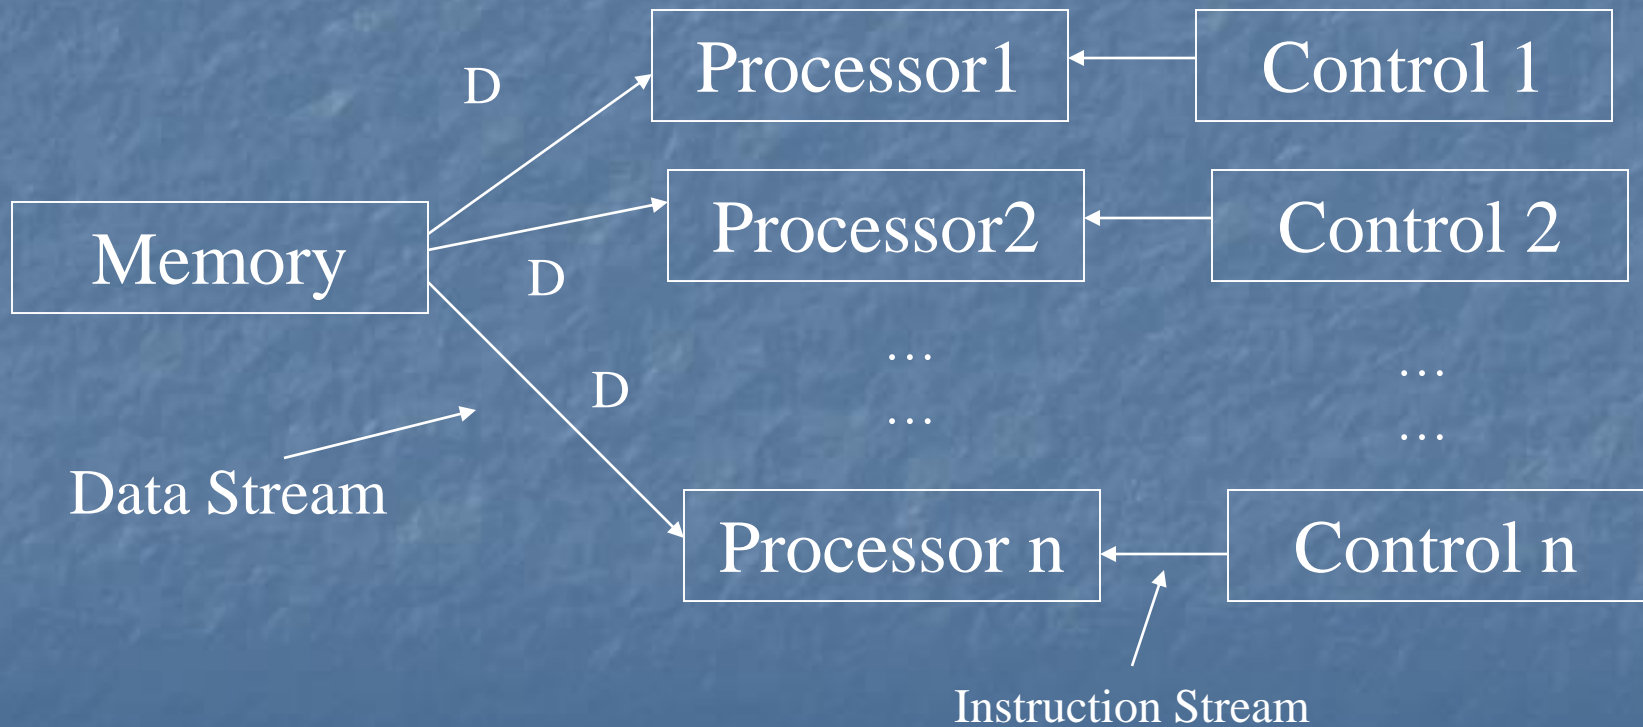 D
Processor1
Control 1
Memory
Processor2
Control 2
D
D
…
…
…
…
Data Stream
Processor n
Control n
Instruction Stream